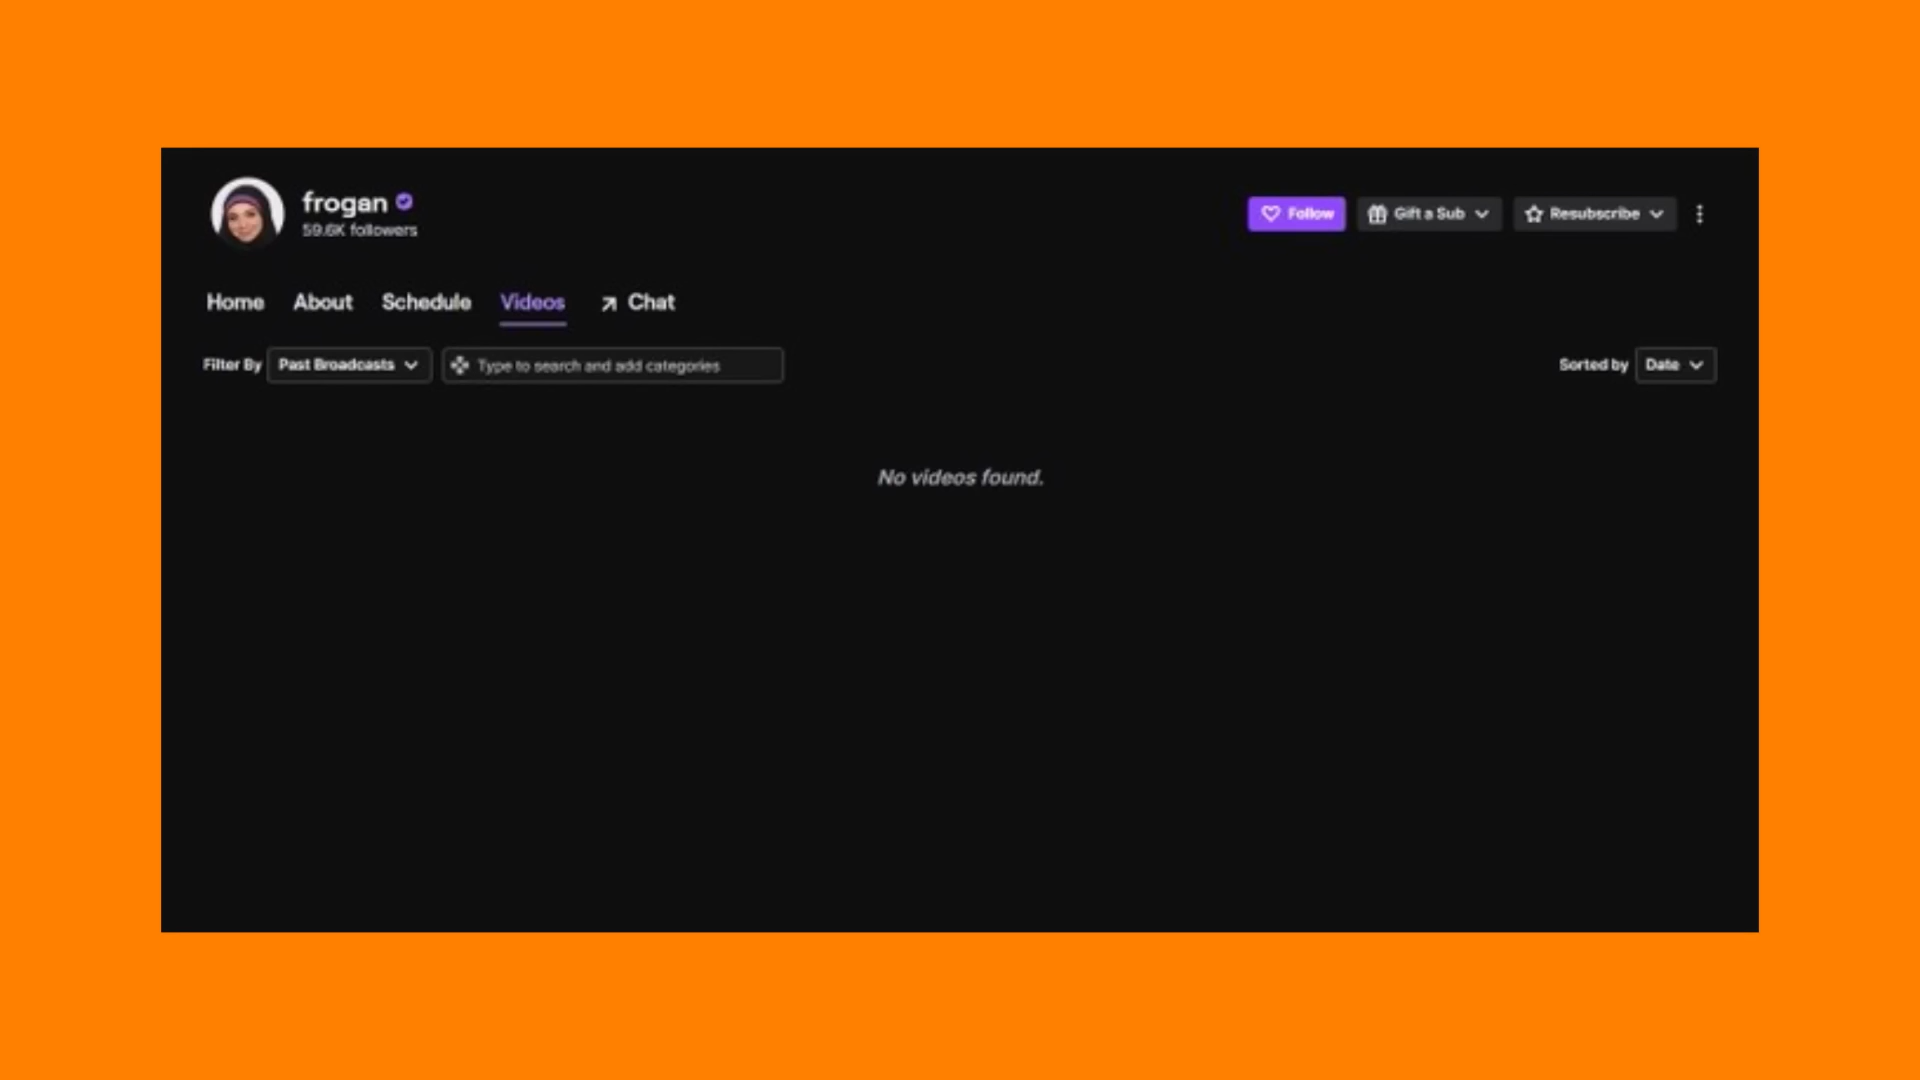 frogan
59.6K followers
Follow
Gift a Sub
Resubscribe
Home About Schedule Videos Chat
Filter By Past Broadcasts Type to search and add categories
Sorted by Date
No videos found.